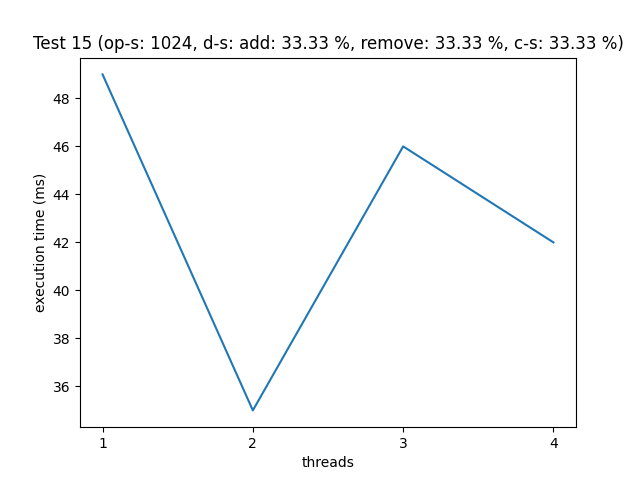 Test 15 (op-s: 1024, d-s: add: 33.33 %, remove: 33.33 %, c-s: 33.33 %)
execution time (ms)
48
46
44
42
40
38
36
1 2 3 4
threads